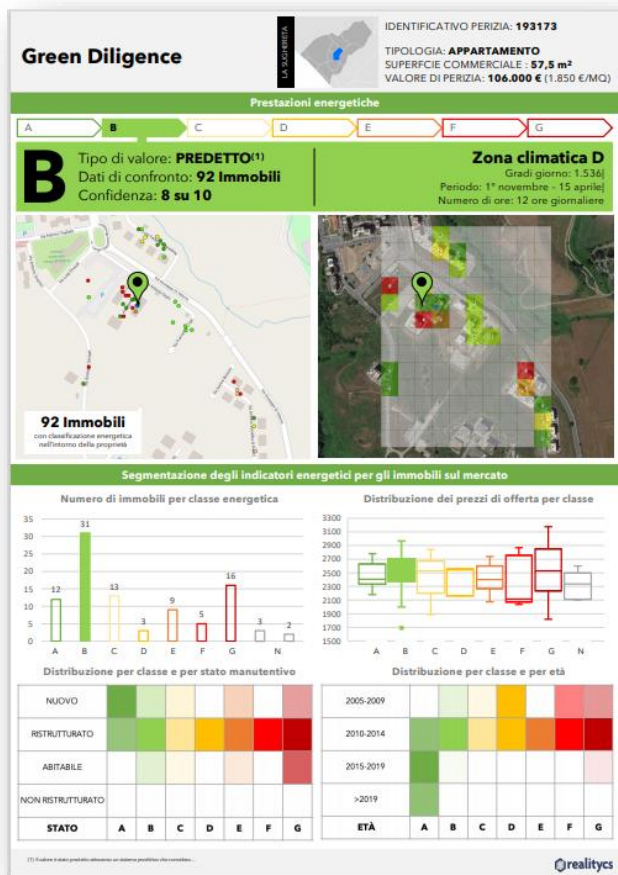 Green Diligence
LA SUGHERETA
IDENTIFICATIVO PERIZIA: 193173
TIPOLOGIA: APPARTAMENTO
SUPERFCIE COMMERCIALE : 57,5 m²
VALORE DI PERIZIA: 106.000 € (1.850 €/MQ)
Prestazioni energetiche
A B C D E F G
B
Tipo di valore: PREDETTO(1)
Dati di confronto: 92 Immobili
Confidenza: 8 su 10
Zona climatica D
Gradi giorno: 1.536|
Periodo: 1° novembre - 15 aprile|
Numero di ore: 12 ore giornaliere
92 Immobili
con classificazione energetica
nell'intorno della proprietà
Segmentazione degli indicatori energetici per gli immobili sul mercato
Numero di immobili per classe energetica
35
30
25
20
15
10
5
0
12 31 13 3 9 5 16 3 2
A B C D E F G N
Distribuzione dei prezzi di offerta per classe
3300
3100
2900
2700
2500
2300
2100
1900
1700
1500
A B C D E F G N
Distribuzione per classe e per stato manutentivo
NUOVO
RISTRUTTURATO
ABITABILE
NON RISTRUTTURATO
STATO A B C D E F G
Distribuzione per classe e per età
2005-2009
2010-2014
2015-2019
>2019
ETÀ A B C D E F G
realitycs